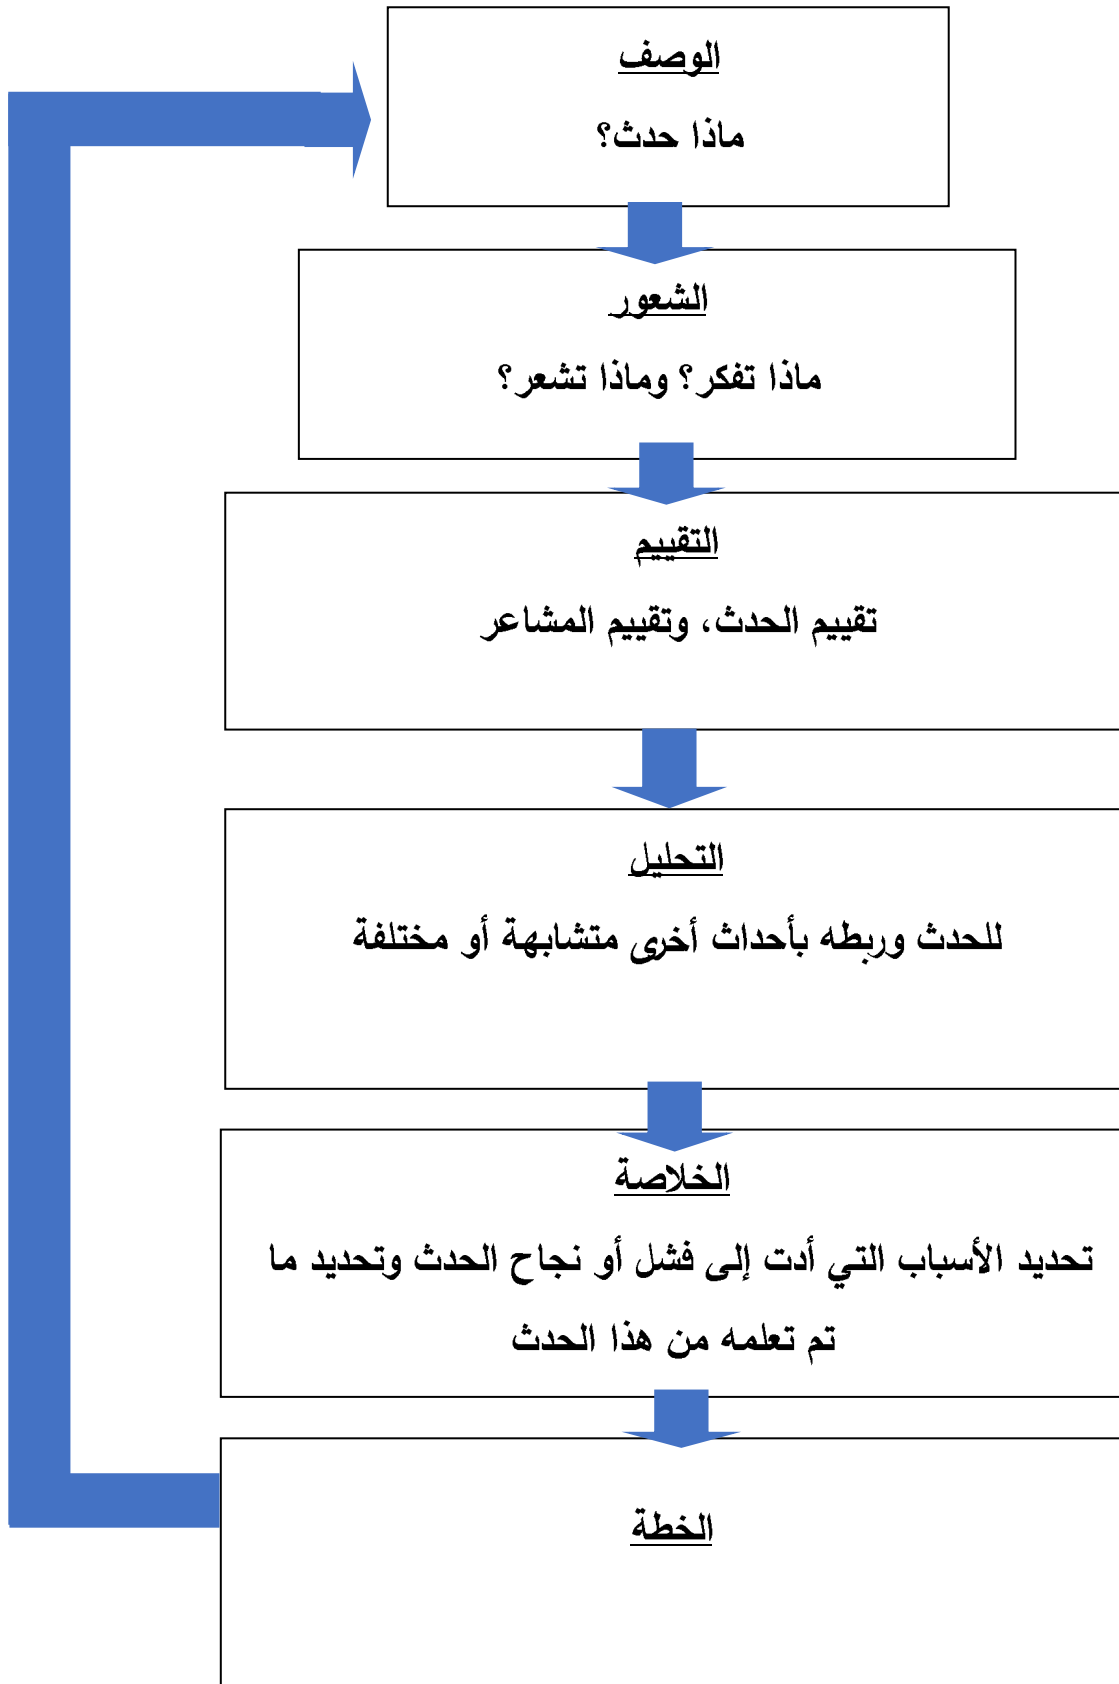 الوصف
ماذا حدث؟
الشعور
ماذا تفكر؟ وماذا تشعر؟
التقييم
تقييم الحدث، وتقييم المشاعر
التحليل
للحدث وربطه بأحداث أخرى متشابهة أو مختلفة
الخلاصة
تحديد الأسباب التي أدت إلى فشل أو نجاح الحدث وتحديد ما
تم تعلمه من هذا الحدث
الخطة